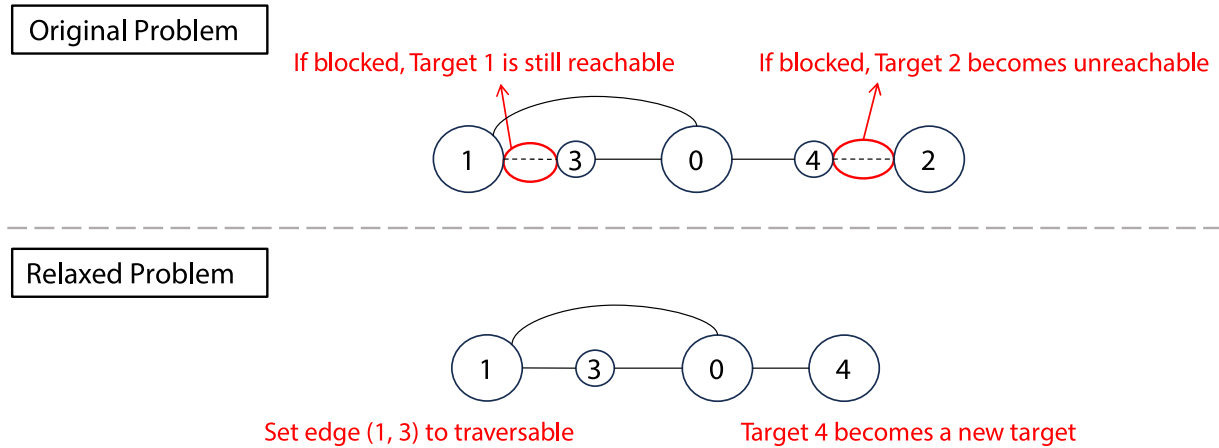 Original Problem
If blocked, Target 1 is still reachable
If blocked, Target 2 becomes unreachable
1 3 0 4 2
Relaxed Problem
1 3 0 4
Set edge (1, 3) to traversable
Target 4 becomes a new target